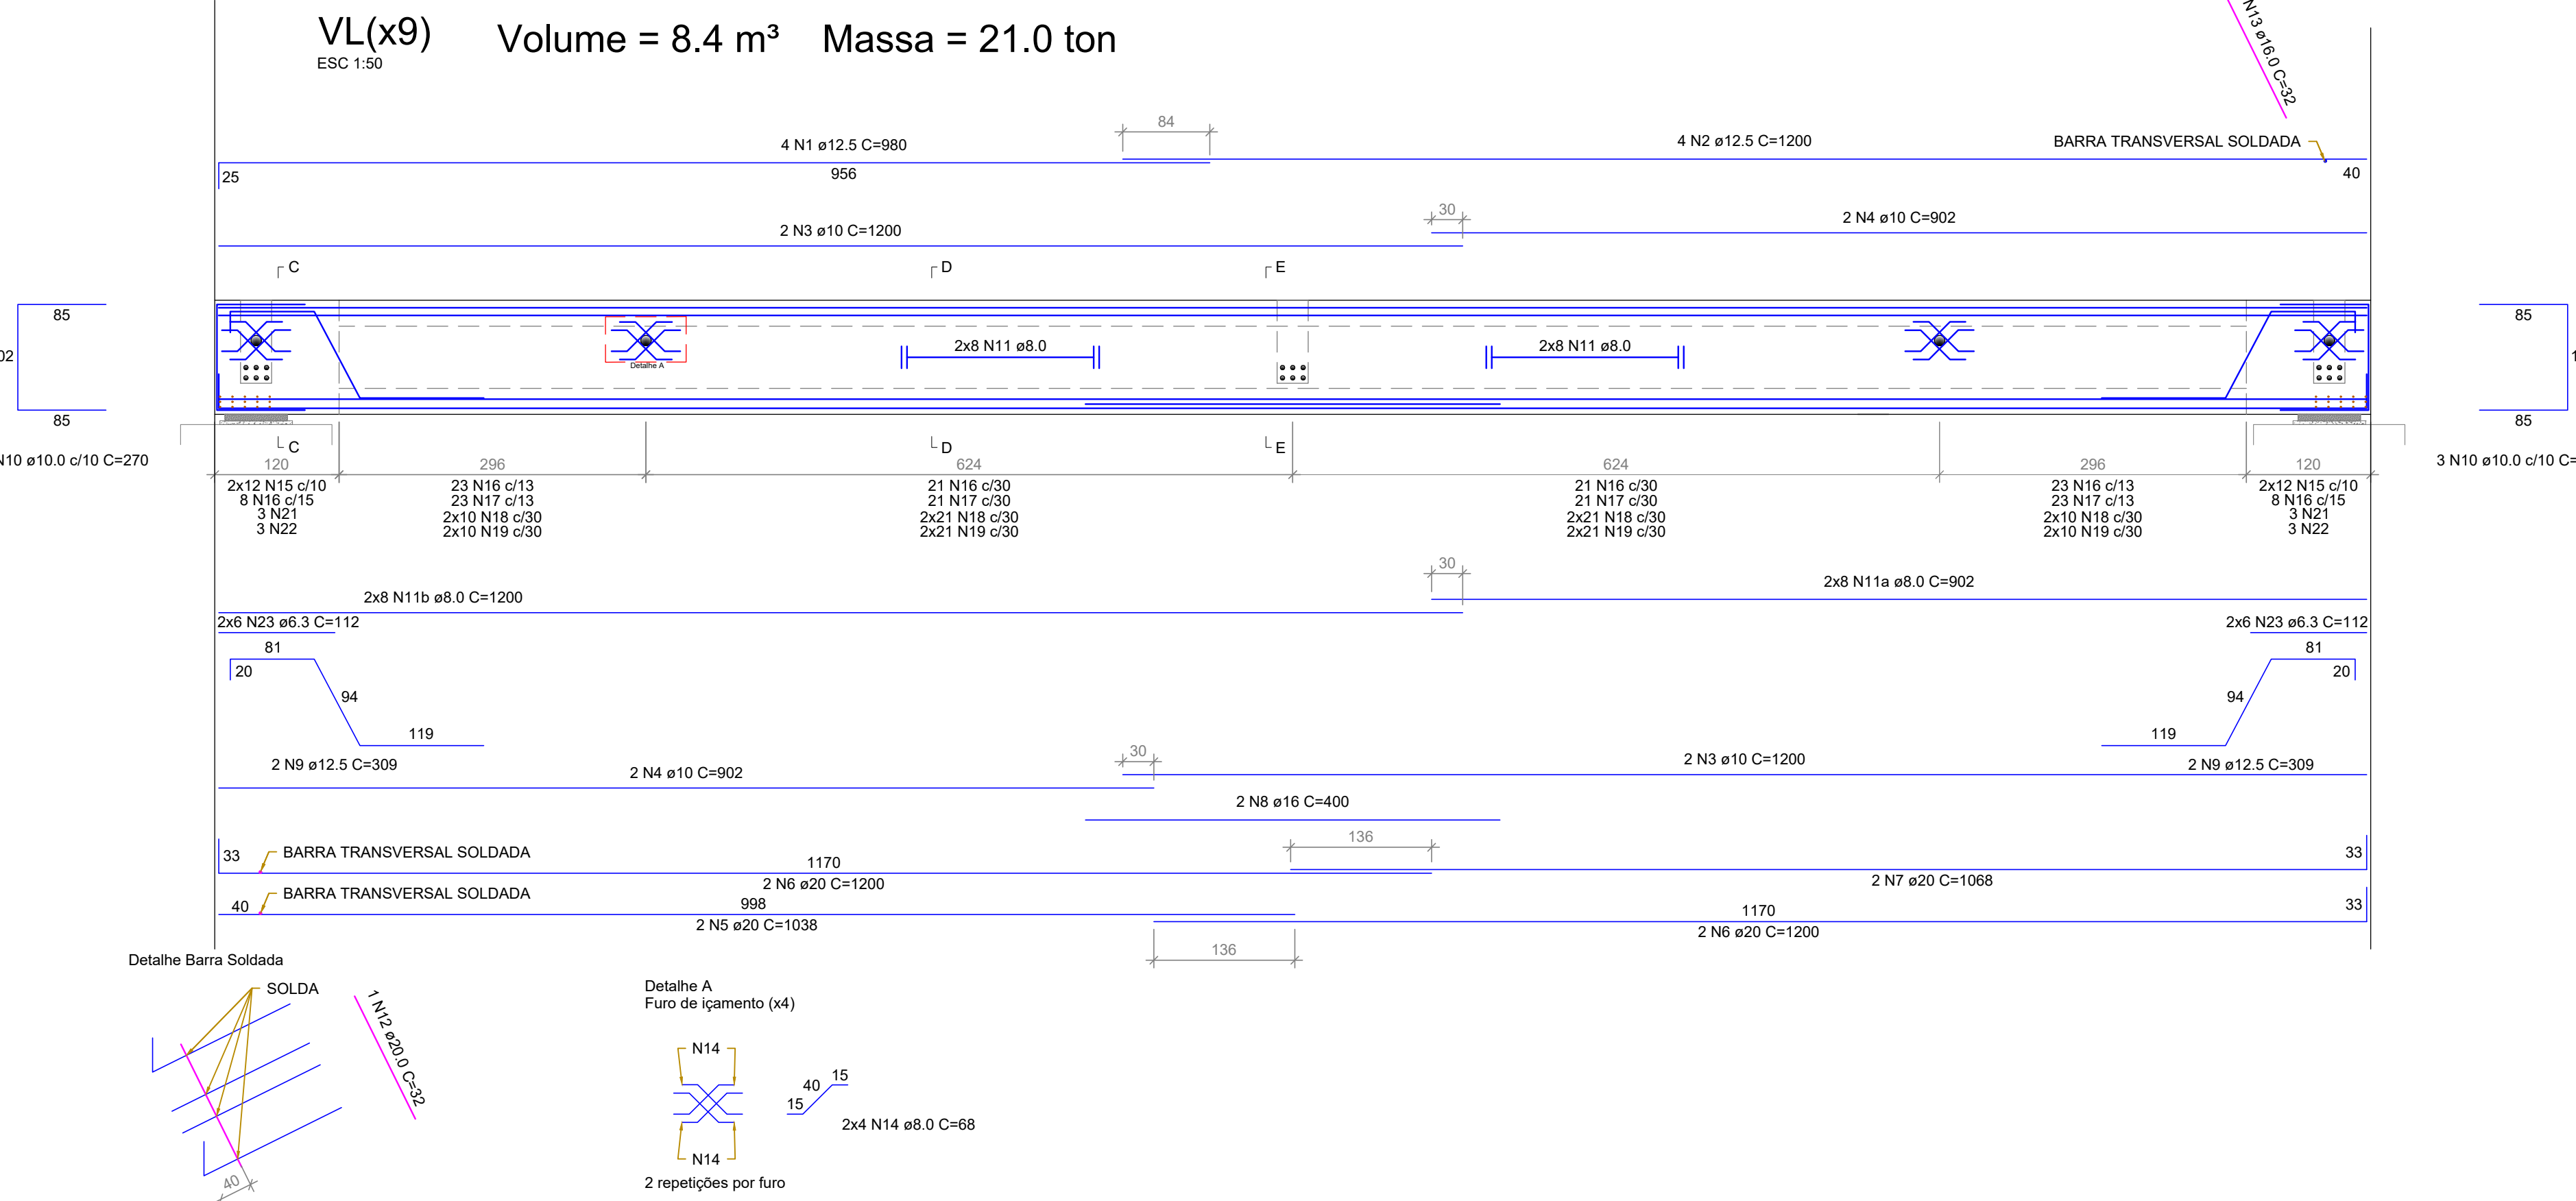 VL(x9)
Volume = 8.4 m³ Massa = 21.0 ton
ESC 1:50
N13 ø16.0 C=32
84
4 N1 ø12.5 C=980
4 N2 ø12.5 C=1200
BARRA TRANSVERSAL SOLDADA
25
956
40
30
2 N3 ø10 C=1200
2 N4 ø10 C=902
C
D
E
85
02
85
N10 ø10.0 c/10 C=270
Detalhe A
2x8 N11 ø8.0
2x8 N11 ø8.0
85
1
85
3 N10 ø10.0 c/10 C=
C
D
E
120
296
624
624
296
120
2x12 N15 c/10
8 N16 c/15
3 N21
3 N22
23 N16 c/13
23 N17 c/13
2x10 N18 c/30
2x10 N19 c/30
21 N16 c/30
21 N17 c/30
2x21 N18 c/30
2x21 N19 c/30
21 N16 c/30
21 N17 c/30
2x21 N18 c/30
2x21 N19 c/30
23 N16 c/13
23 N17 c/13
2x10 N18 c/30
2x10 N19 c/30
2x12 N15 c/10
8 N16 c/15
3 N21
3 N22
30
2x8 N11b ø8.0 C=1200
2x8 N11a ø8.0 C=902
2x6 N23 ø6.3 C=112
2x6 N23 ø6.3 C=112
81
20
94
119
2 N9 ø12.5 C=309
81
20
94
119
2 N9 ø12.5 C=309
30
2 N4 ø10 C=902
2 N3 ø10 C=1200
2 N8 ø16 C=400
136
33
BARRA TRANSVERSAL SOLDADA
1170
2 N6 ø20 C=1200
33
2 N7 ø20 C=1068
40
BARRA TRANSVERSAL SOLDADA
998
2 N5 ø20 C=1038
1170
33
2 N6 ø20 C=1200
136
Detalhe Barra Soldada
SOLDA
1 N12 ø20.0 C=32
40
Detalhe A
Furo de içamento (x4)
N14
15
40
15
2x4 N14 ø8.0 C=68
N14
2 repetições por furo